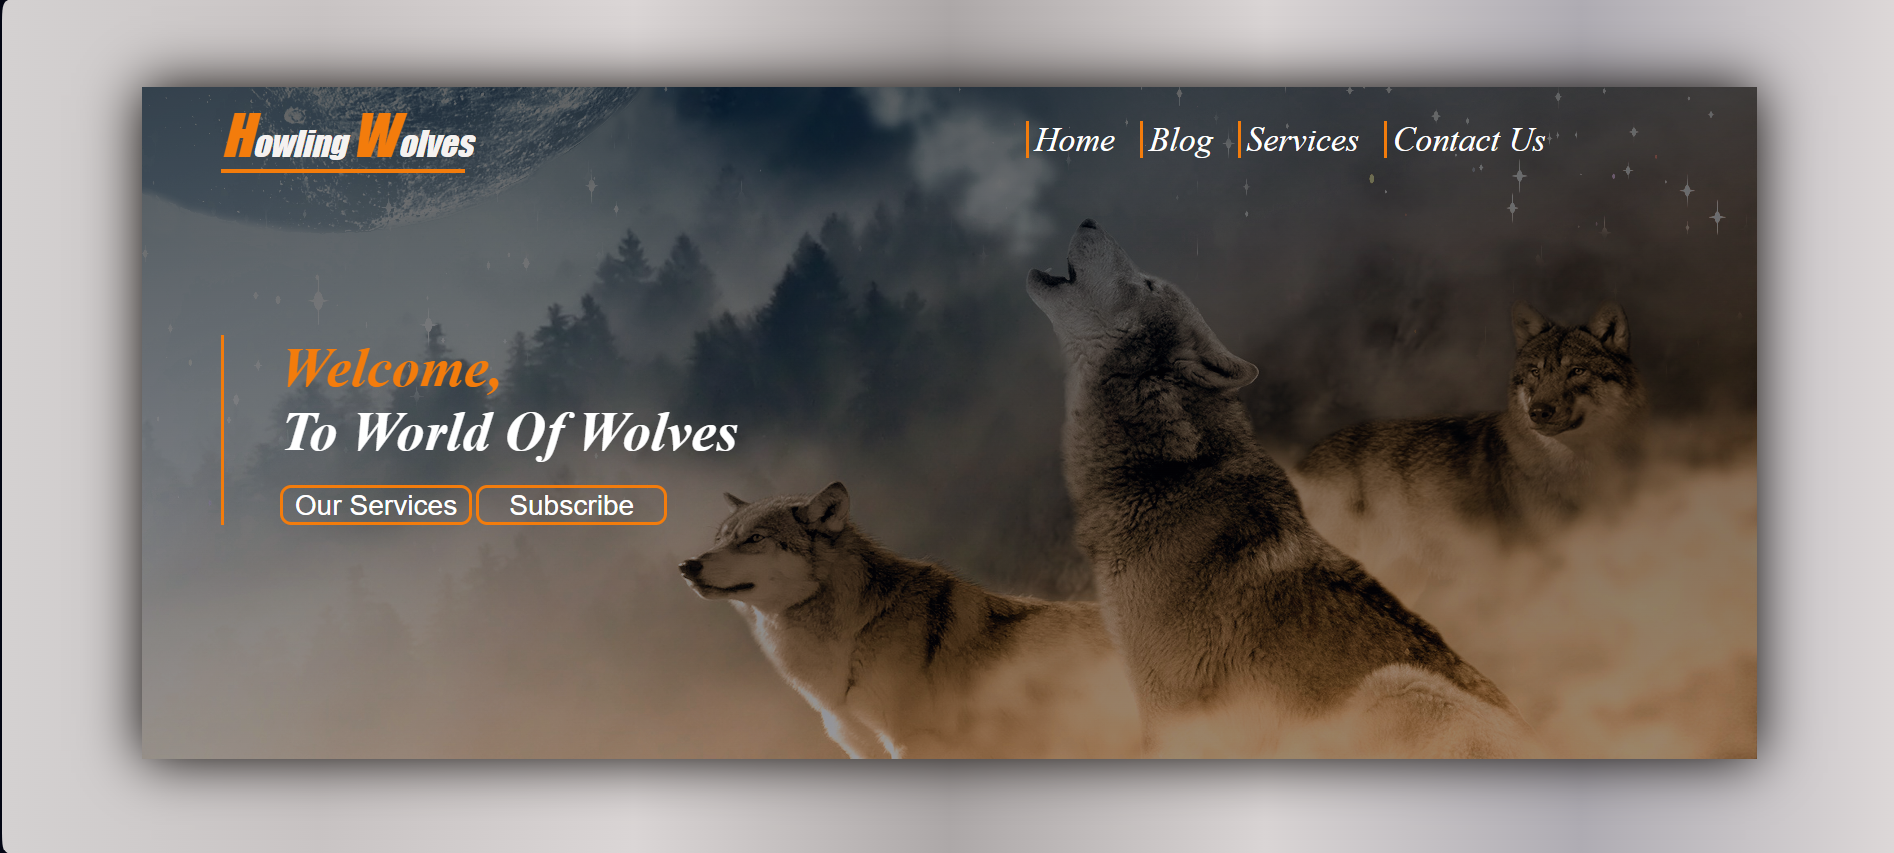 Howling Wolves
Home Blog Services Contact Us
Welcome,
To World Of Wolves
Our Services Subscribe